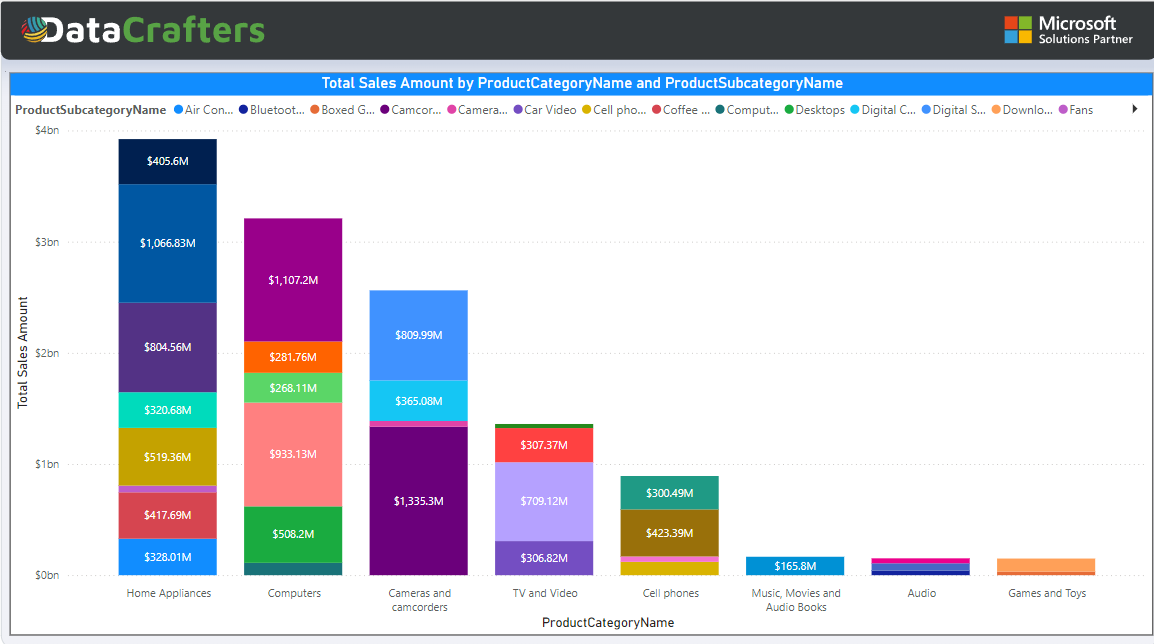 DataCrafters
Microsoft
Solutions Partner
Total Sales Amount by ProductCategoryName and ProductSubcategoryName
ProductSubcategoryName Air Con... Bluetoot... Boxed G... Camcor... Camera... Car Video Cell pho... Coffee ... Comput... Desktops Digital C... Digital S... Downlo... Fans
$4bn
$3bn
$2bn
$1bn
$0bn
Total Sales Amount
$405.6M
$1,066.83M
$804.56M
$320.68M
$519.36M
$417.69M
$328.01M
$1,107.2M
$281.76M
$268.11M
$933.13M
$508.2M
$809.99M
$365.08M
$1,335.3M
$307.37M
$709.12M
$306.82M
$300.49M
$423.39M
$165.8M
Home Appliances
Computers
Cameras and
camcorders
TV and Video
Cell phones
Music, Movies and
Audio Books
Audio
Games and Toys
ProductCategoryName